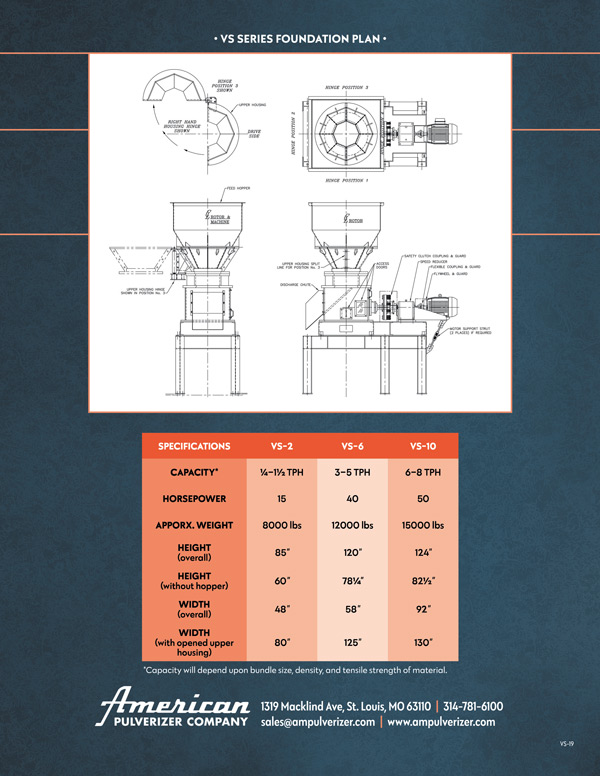 • VS SERIES FOUNDATION PLAN •
HINGE
POSITION 3
SHOWN
UPPER HOUSING
RIGHT HAND
HOUSING HINGE
SHOWN
DRIVE
SIDE
HINGE POSITION 3
HINGE POSITION 2
HINGE POSITION 1
FEED HOPPER
ROTOR &
MACHINE
ROTOR
UPPER HOUSING HINGE
SHOWN IN POSITION No. 3
UPPER HOUSING SPLIT
LINE FOR POSITION No. 3
ACCESS
DOORS
DISCHARGE CHUTE
SAFETY CLUTCH COUPLING & GUARD
SPEED REDUCER
FLEXIBLE COUPLING & GUARD
FLYWHEEL & GUARD
MOTOR SUPPORT STRUT
(2 PLACES) IF REQUIRED
SPECIFICATIONS VS-2 VS-6 VS-10
CAPACITY* ¼–1½ TPH 3–5 TPH 6–8 TPH
HORSEPOWER 15 40 50
APPORX. WEIGHT 8000 lbs 12000 lbs 15000 lbs
HEIGHT
(overall) 85" 120" 124"
HEIGHT
(without hopper) 60" 78¼" 82½"
WIDTH
(overall) 48" 58" 92"
WIDTH
(with opened upper
housing) 80" 125" 130"
*Capacity will depend upon bundle size, density, and tensile strength of material.
American
PULVERIZER COMPANY
1319 Macklind Ave, St. Louis, MO 63110 | 314-781-6100
sales@ampulverizer.com | www.ampulverizer.com
VS-19